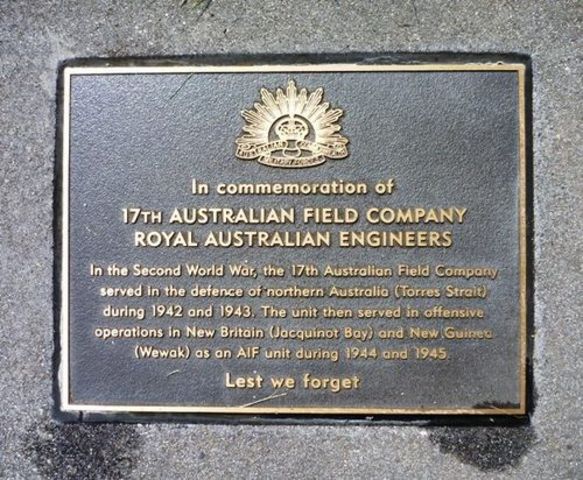 AUSTRALIAN
MILITARY FORCES
In commemoration of
17TH AUSTRALIAN FIELD COMPANY
ROYAL AUSTRALIAN ENGINEERS
In the Second World War, the 17th Australian Field Company
served in the defence of northern Australia (Torres Strait)
during 1942 and 1943. The unit then served in offensive
operations in New Britain (Jacquinot Bay) and New Guinea
(Wewak) as an AIF unit during 1944 and 1945.
Lest we forget